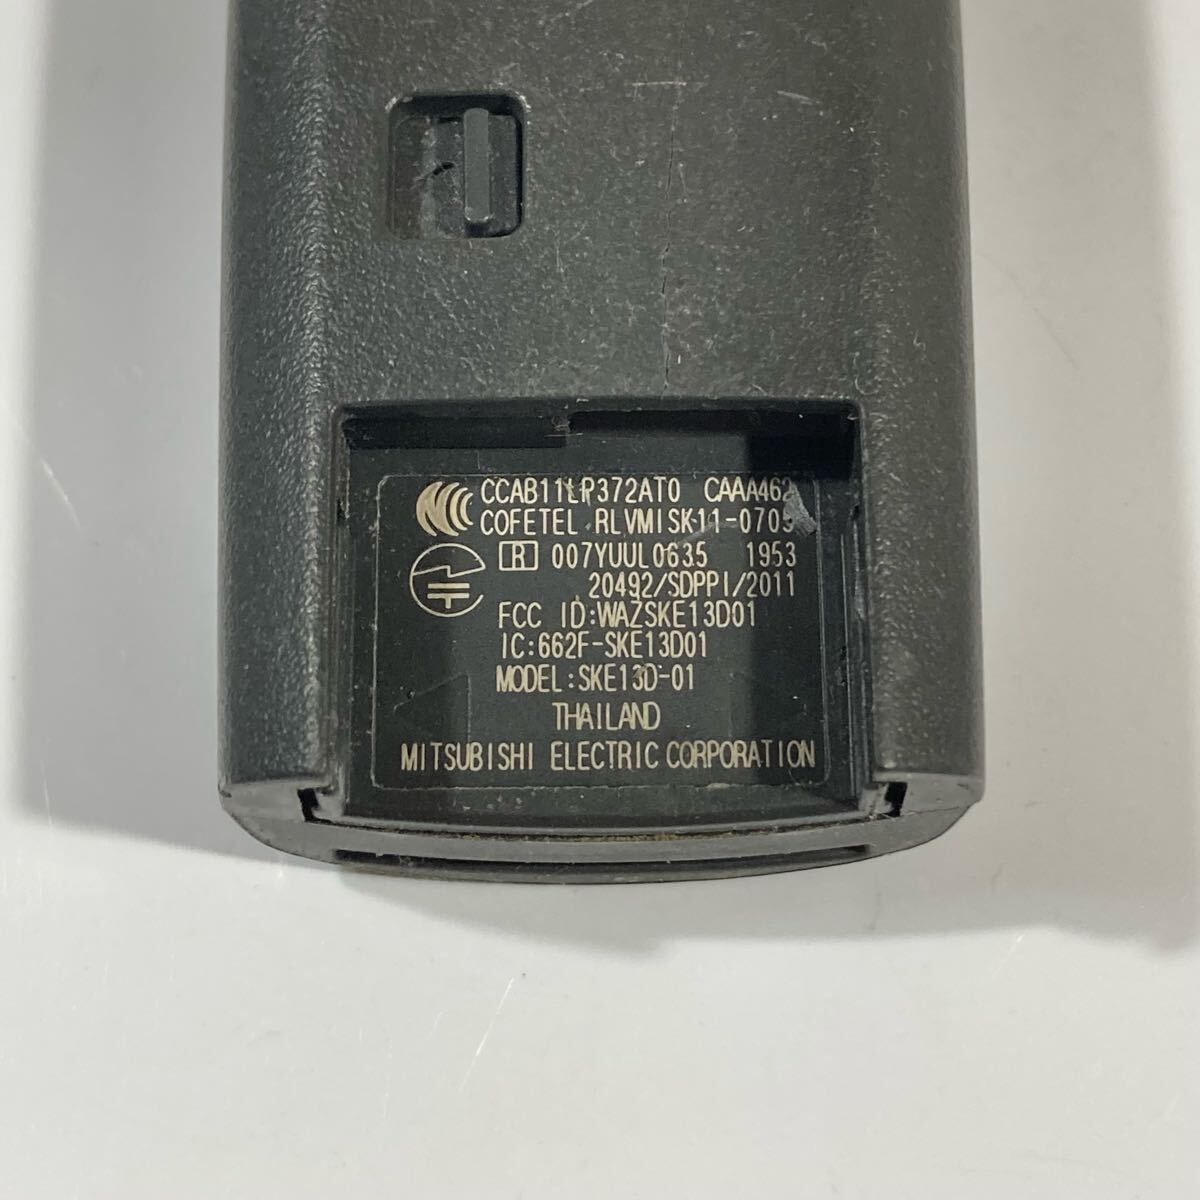 CCAB11LP372AT0 CAAA462
COFETEL RLVMISK11-0709
R 007YUUL0635 1953
20492/SDPPI/2011
FCC ID:WAZSKE13D01
IC:662F-SKE13D01
MODEL:SKE13D-01
THAILAND
MITSUBISHI ELECTRIC CORPORATION